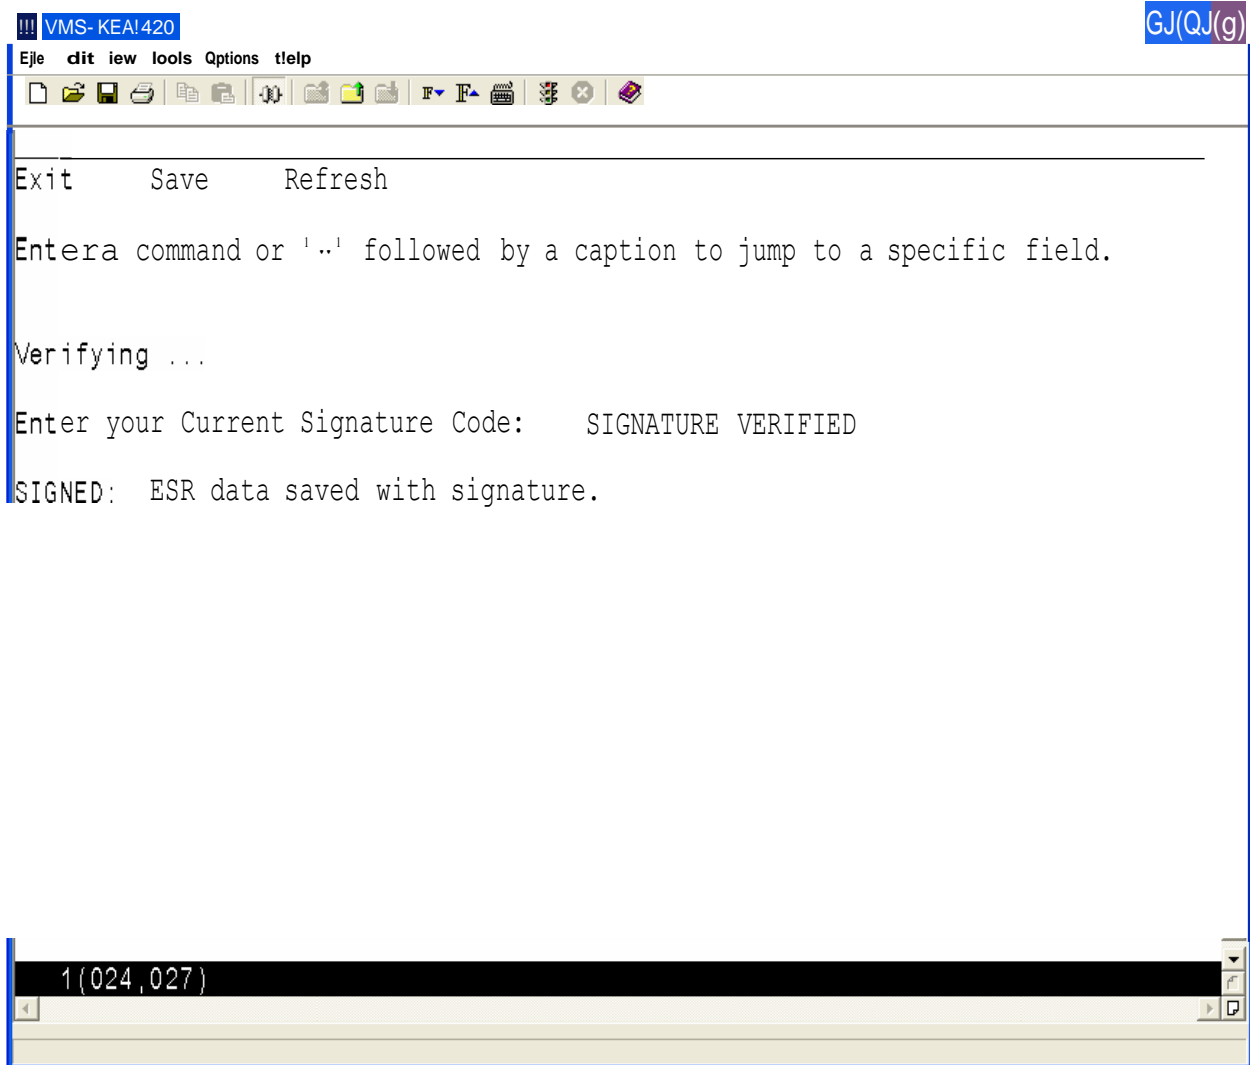 !!! VMS- KEA! 420 GJ(QJ(g)
Ejle dit iew lools Qptions t!elp
Exit Save Refresh
Entera command or '··' followed by a caption to jump to a specific field.
Verifying ...
Enter your Current Signature Code: SIGNATURE VERIFIED
SIGNED: ESR data saved with signature.
1(024,027)